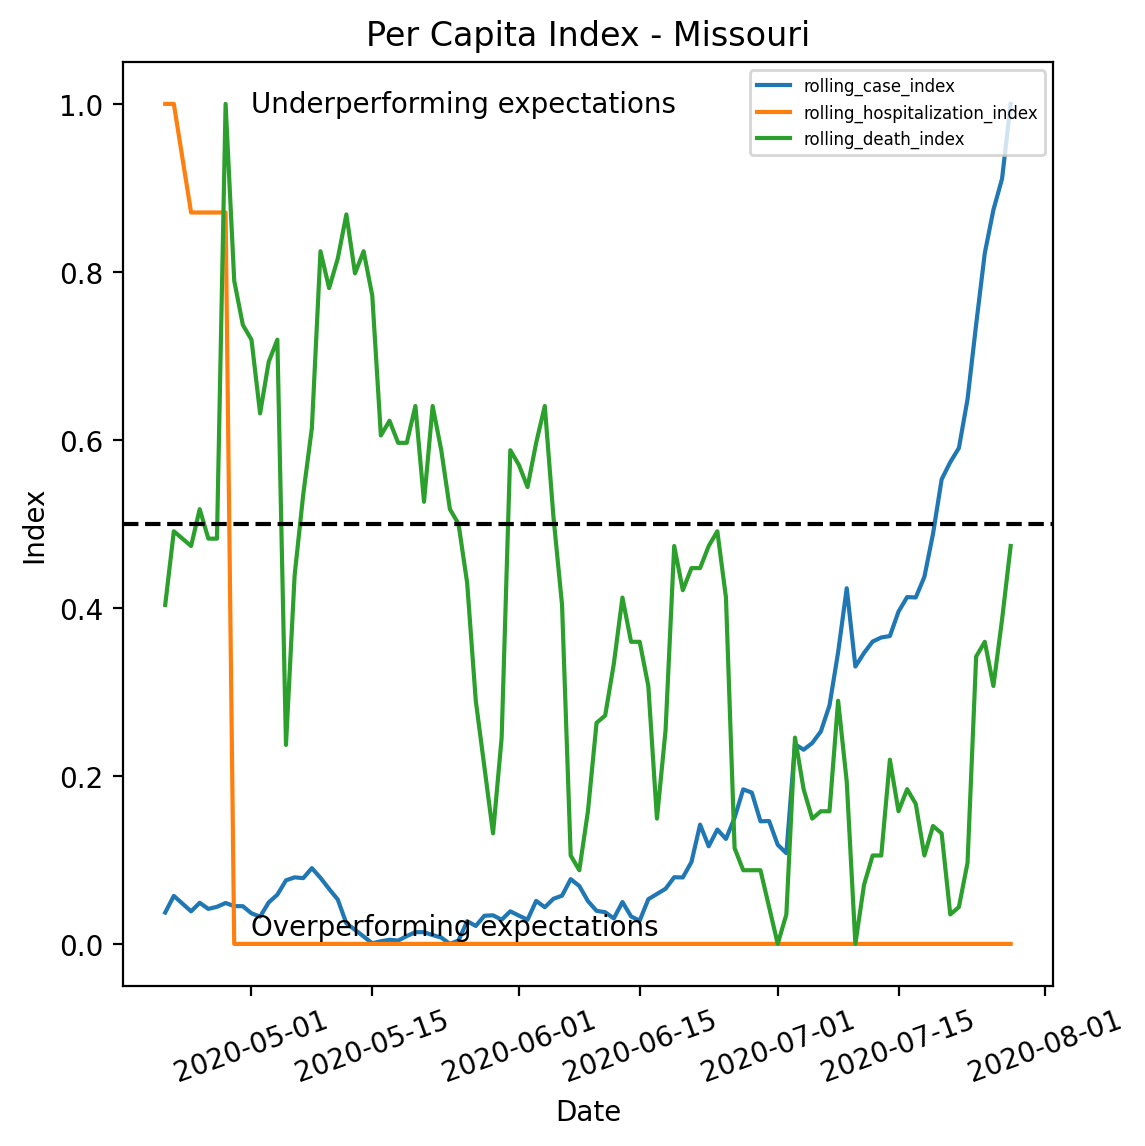 Per Capita Index - Missouri
Underperforming expectations
rolling_case_index
rolling_hospitalization_index
rolling_death_index
1.0
0.8
0.6
0.4
0.2
0.0
Index
Overperforming expectations
2020-05-01
2020-05-15
2020-06-01
2020-06-15
2020-07-01
2020-07-15
2020-08-01
Date